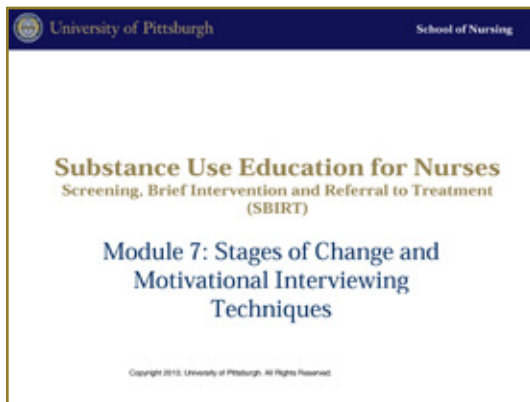 University of Pittsburgh
School of Nursing
Substance Use Education for Nurses
Screening, Brief Intervention and Referral to Treatment
(SBIRT)
Module 7: Stages of Change and
Motivational Interviewing
Techniques
Copyright 2013, University of Pittsburgh. All Rights Reserved.